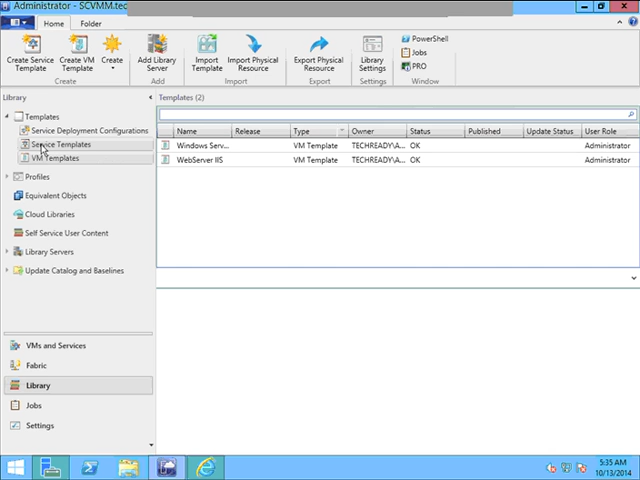 Administrator - SCVMM.tec
Home
Folder
Create Service Template
Create VM Template
Create
Add Library Server
Import Template
Import Physical Resource
Export Physical Resource
Library Settings
PowerShell
Jobs
PRO
Create
Add
Import
Export
Settings
Window
Library
Templates
Service Deployment Configurations
Service Templates
VM Templates
Profiles
Equivalent Objects
Cloud Libraries
Self Service User Content
Library Servers
Update Catalog and Baselines
VMs and Services
Fabric
Library
Jobs
Settings
Templates (2)
Name Release Type Owner Status Published Update Status User Role
Windows Serv... VM Template TECHREADY\A... OK Administrator
WebServer IIS VM Template TECHREADY\A... OK Administrator
5:35 AM
10/13/2014